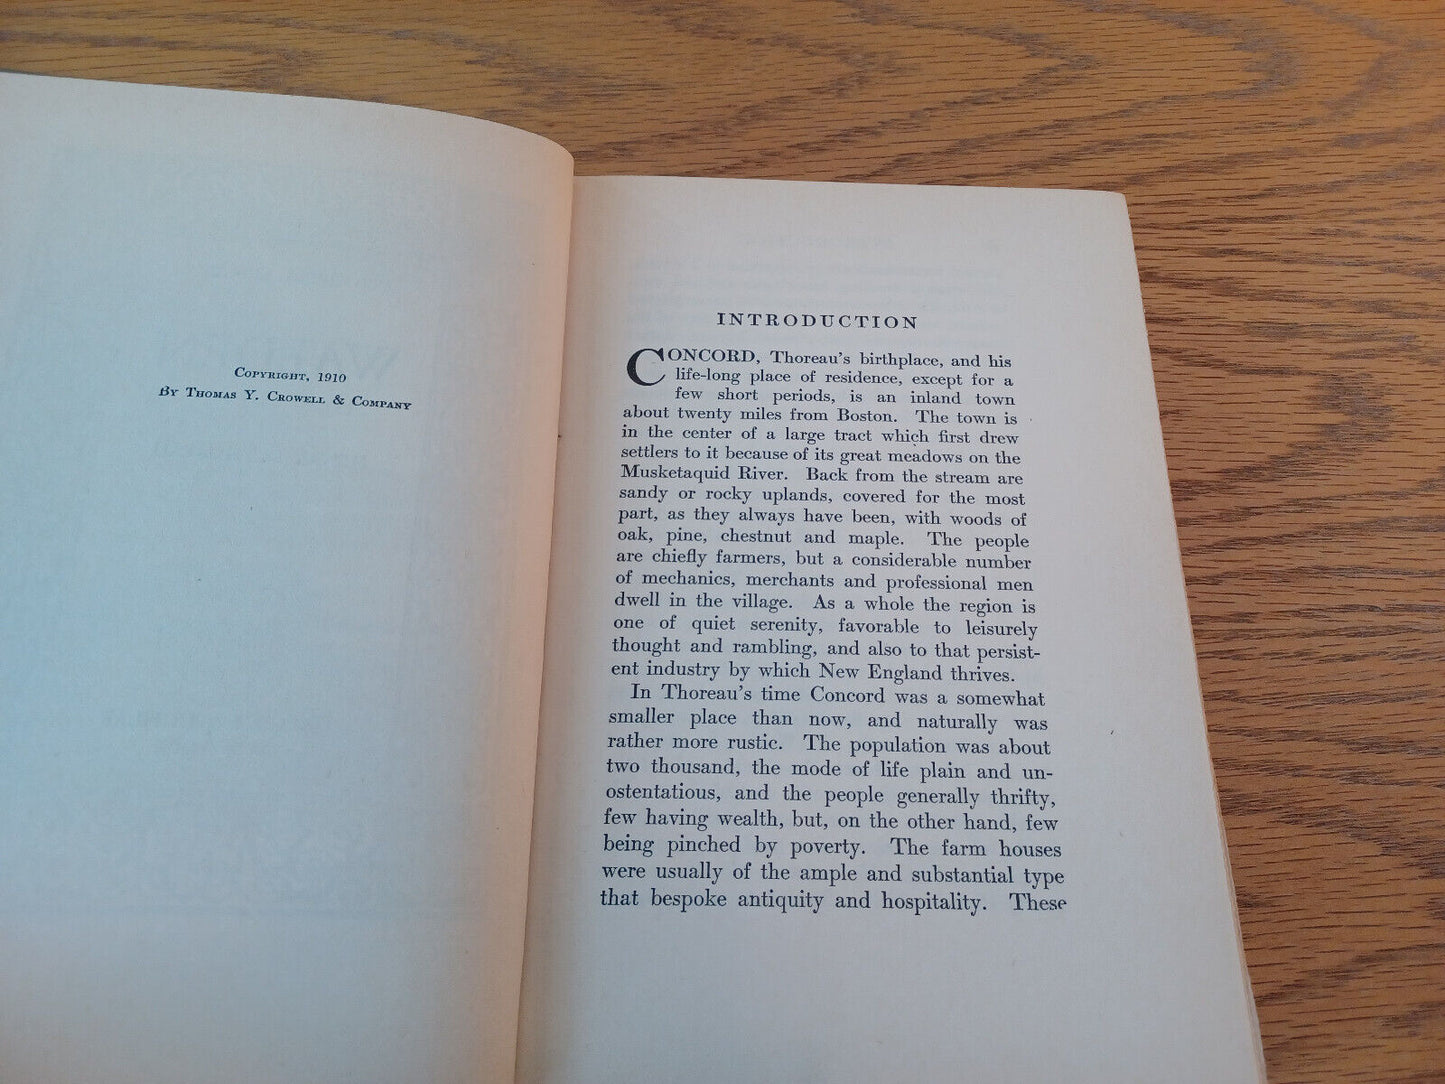 COPYRIGHT, 1910
BY THOMAS Y. CROWELL & COMPANY
INTRODUCTION
CONCORD, Thoreau's birthplace, and his
life-long place of residence, except for a
few short periods, is an inland town
about twenty miles from Boston. The town is
in the center of a large tract which first drew
settlers to it because of its great meadows on the
Musketaquid River. Back from the stream are
sandy or rocky uplands, covered for the most
part, as they always have been, with woods of
oak, pine, chestnut and maple. The people
are chiefly farmers, but a considerable number
of mechanics, merchants and professional men
dwell in the village. As a whole the region is
one of quiet serenity, favorable to leisurely
thought and rambling, and also to that persist-
ent industry by which New England thrives.
In Thoreau's time Concord was a somewhat
smaller place than now, and naturally was
rather more rustic. The population was about
two thousand, the mode of life plain and un-
ostentatious, and the people generally thrifty,
few having wealth, but, on the other hand, few
being pinched by poverty. The farm houses
were usually of the ample and substantial type
that bespoke antiquity and hospitality. These